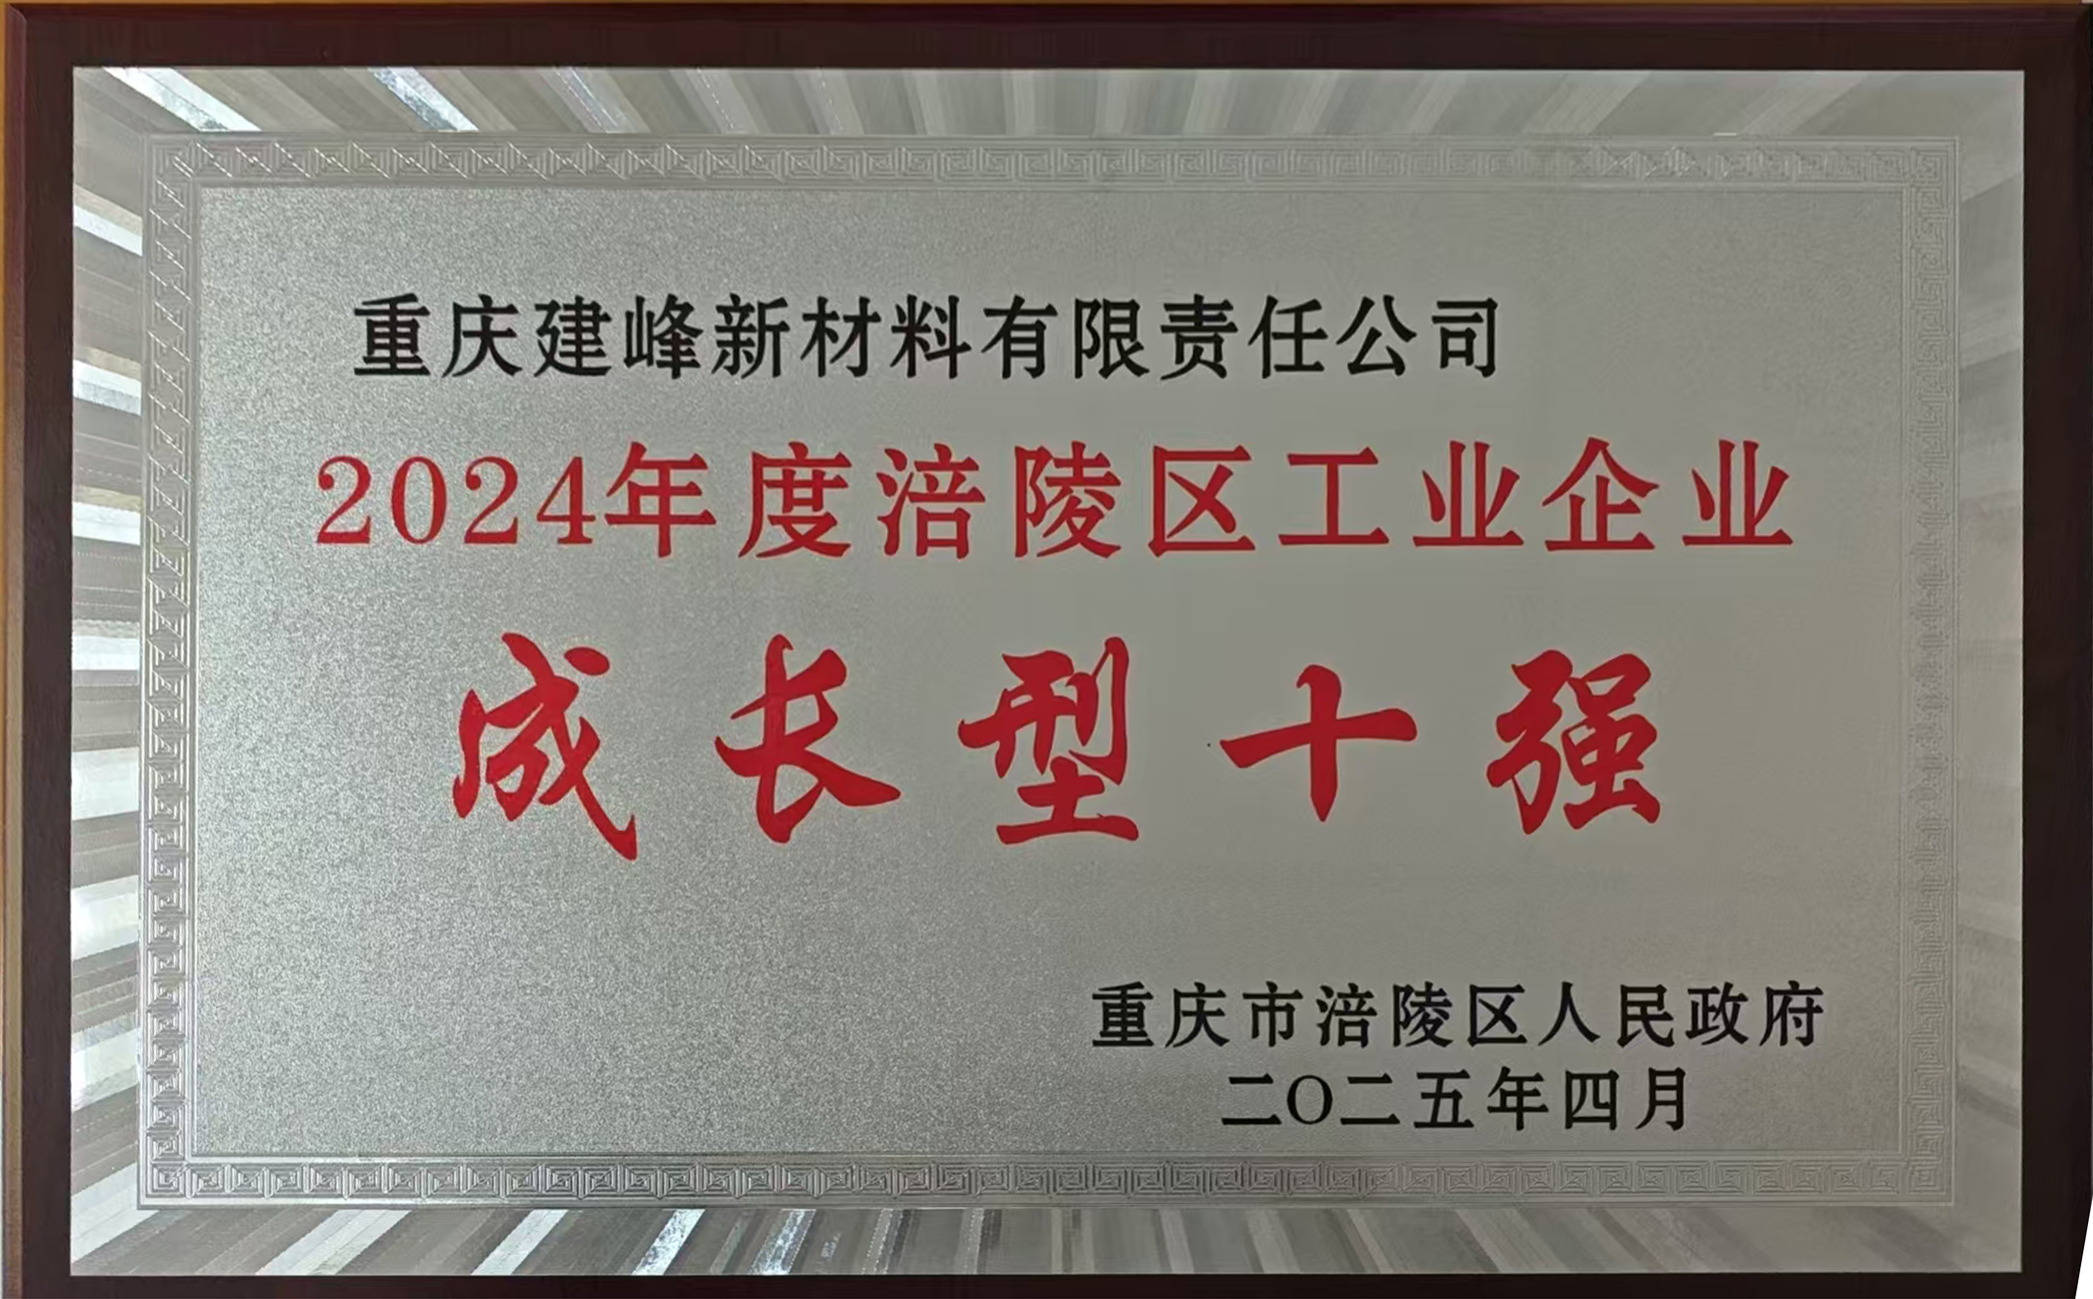 重庆建峰新材料有限责任公司
2024年度涪陵区工业企业
成长型十强
重庆市涪陵区人民政府
二〇二五年四月